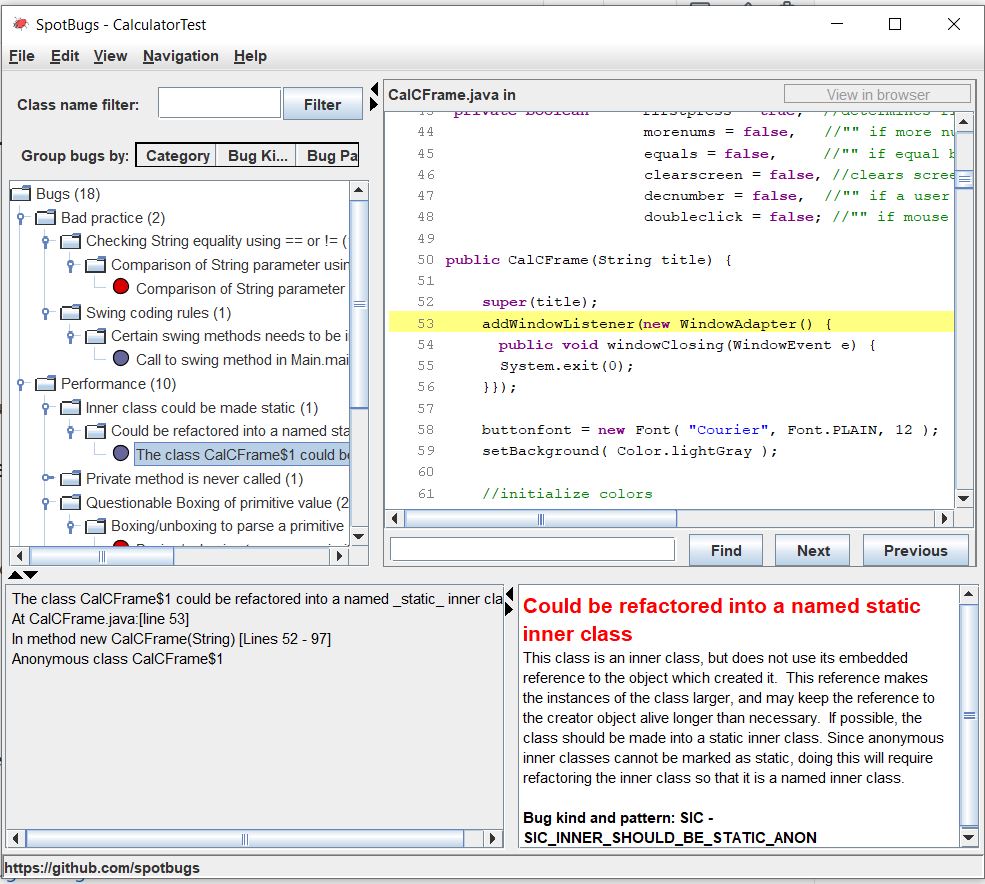 SpotBugs - CalculatorTest
File Edit View Navigation Help
Class name filter: Filter
Group bugs by: Category Bug Ki... Bug Pa
Bugs (18)
Bad practice (2)
Checking String equality using == or != (
Comparison of String parameter usin
Comparison of String parameter
Swing coding rules (1)
Certain swing methods needs to be i
Call to swing method in Main.mai
Performance (10)
Inner class could be made static (1)
Could be refactored into a named sta
The class CalCFrame$1 could be
Private method is never called (1)
Questionable Boxing of primitive value (2
Boxing/unboxing to parse a primitive
CalCFrame.java in
View in browser
43 private boolean firstpress = true, //determines fi
44 morenums = false, //"" if more nu
45 equals = false, //"" if equal b
46 clearscreen = false, //clears scree
47 decnumber = false, //"" if a user
48 doubleclick = false; //"" if mouse
49
50 public CalCFrame(String title) {
51
52 super(title);
53 addWindowListener(new WindowAdapter() {
54 public void windowClosing(WindowEvent e) {
55 System.exit(0);
56 }});
57
58 buttonfont = new Font( "Courier", Font.PLAIN, 12 );
59 setBackground( Color.lightGray );
60
61 //initialize colors
Find Next Previous
The class CalCFrame$1 could be refactored into a named _static_ inner cla
At CalCFrame.java:[line 53]
In method new CalCFrame(String) [Lines 52 - 97]
Anonymous class CalCFrame$1
Could be refactored into a named static
inner class
This class is an inner class, but does not use its embedded
reference to the object which created it.  This reference makes
the instances of the class larger, and may keep the reference to
the creator object alive longer than necessary.  If possible, the
class should be made into a static inner class. Since anonymous
inner classes cannot be marked as static, doing this will require
refactoring the inner class so that it is a named inner class.
Bug kind and pattern: SIC -
SIC_INNER_SHOULD_BE_STATIC_ANON
https://github.com/spotbugs